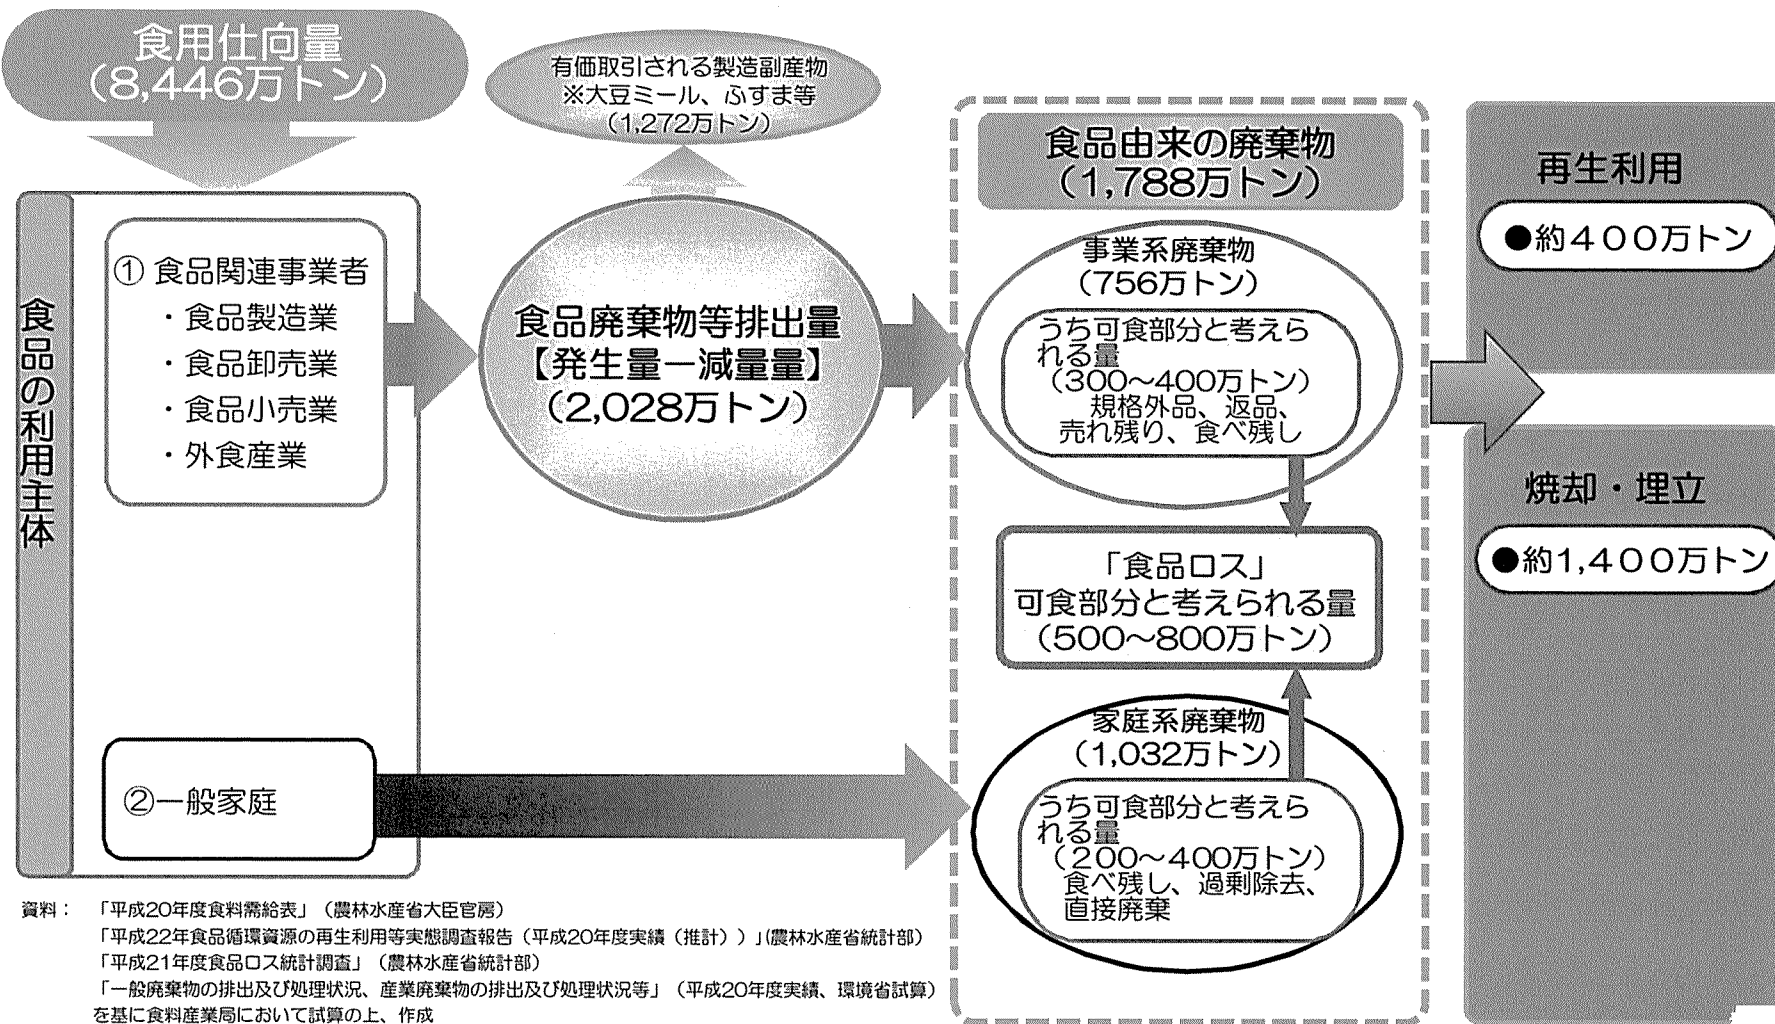 食用仕向量
（8,446万トン）
有価取引される製造副産物
※大豆ミール、ふすま等
（1,272万トン）
食品の利用主体
① 食品関連事業者
・食品製造業
・食品卸売業
・食品小売業
・外食産業
②一般家庭
食品廃棄物等排出量
【発生量－減量量】
（2,028万トン）
食品由来の廃棄物
（1,788万トン）
事業系廃棄物
（756万トン）
うち可食部分と考えら
れる量
（300～400万トン）
規格外品、返品、
売れ残り、食べ残し
「食品ロス」
可食部分と考えられる量
（500～800万トン）
家庭系廃棄物
（1,032万トン）
うち可食部分と考えら
れる量
（200～400万トン）
食べ残し、過剰除去、
直接廃棄
再生利用
●約４００万トン
焼却・埋立
●約1,４００万トン
資料： 「平成20年度食料需給表」（農林水産省大臣官房）
「平成22年食品循環資源の再生利用等実態調査報告（平成20年度実績（推計））」(農林水産省統計部）
「平成21年度食品ロス統計調査」（農林水産省統計部）
「一般廃棄物の排出及び処理状況、産業廃棄物の排出及び処理状況等」（平成20年度実績、環境省試算）
を基に食料産業局において試算の上、作成